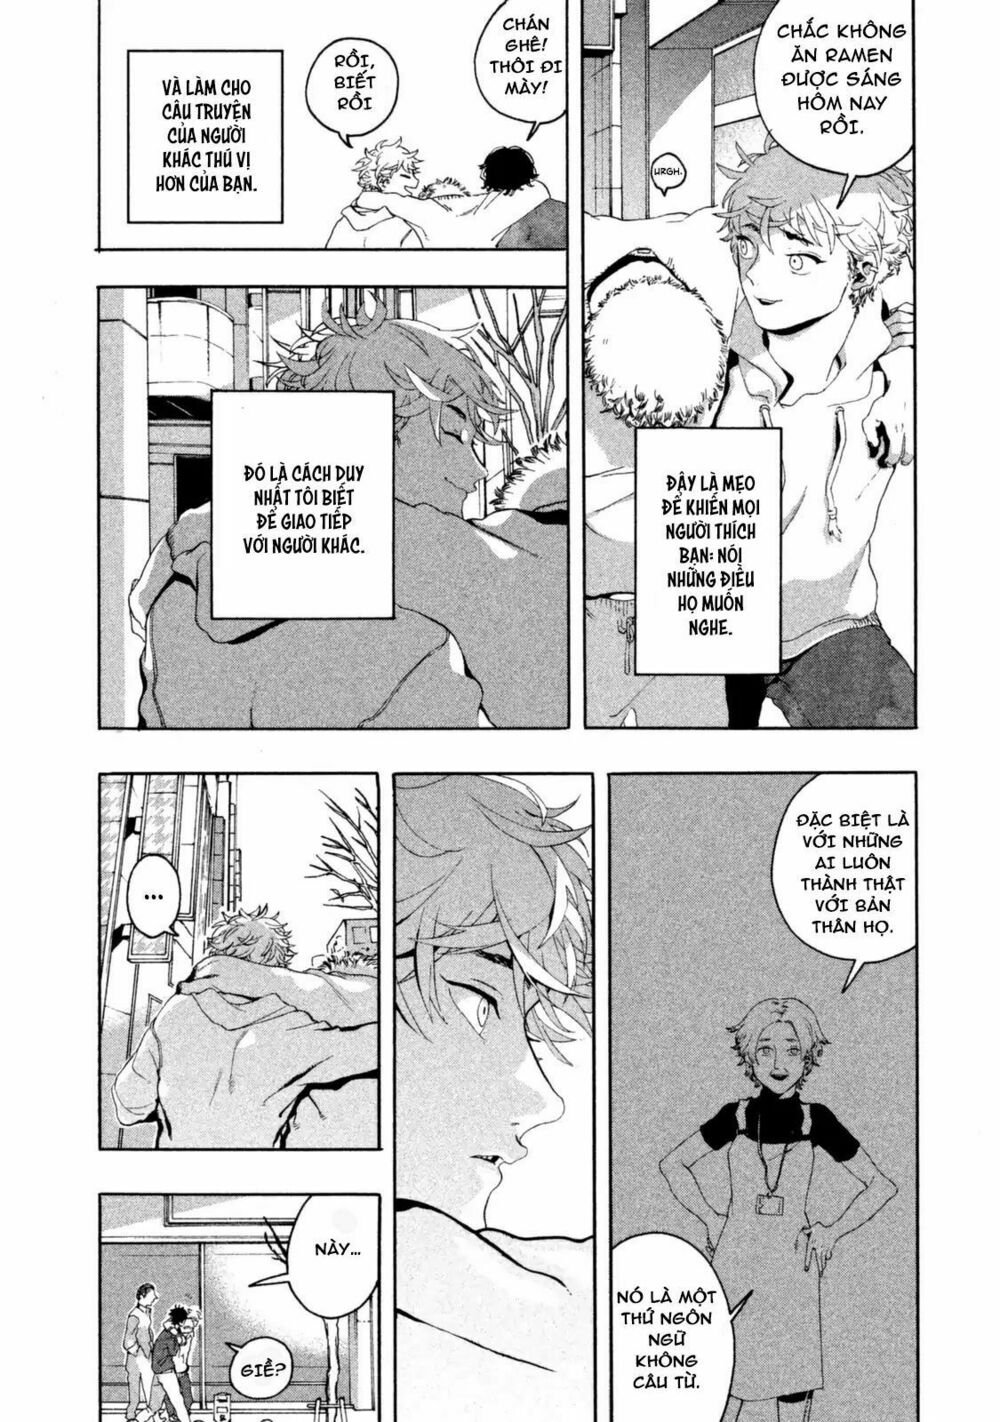 CHẮC KHÔNG
ĂN RAMEN
ĐƯỢC SÁNG
HÔM NAY
RỒI.
URGH.
ĐÂY LÀ MẸO
ĐỂ KHIẾN MỌI
NGƯỜI THÍCH
BẠN: NÓI
NHỮNG ĐIỀU
HỌ MUỐN
NGHE.
CHÁN
GHÊ!
THÔI ĐI
MÀY!
RỒI,
BIẾT
RỒI
VÀ LÀM CHO
CÂU TRUYỆN
CỦA NGƯỜI
KHÁC THÚ VỊ
HƠN CỦA BẠN.
ĐÓ LÀ CÁCH DUY
NHẤT TÔI BIẾT
ĐỂ GIAO TIẾP
VỚI NGƯỜI KHÁC.
ĐẶC BIỆT LÀ
VỚI NHỮNG
AI LUÔN
THÀNH THẬT
VỚI BẢN
THÂN HỌ.
NÓ LÀ MỘT
THỨ NGÔN
NGỮ
KHÔNG
CÂU TỪ.
...
NÀY...
GIỀ?